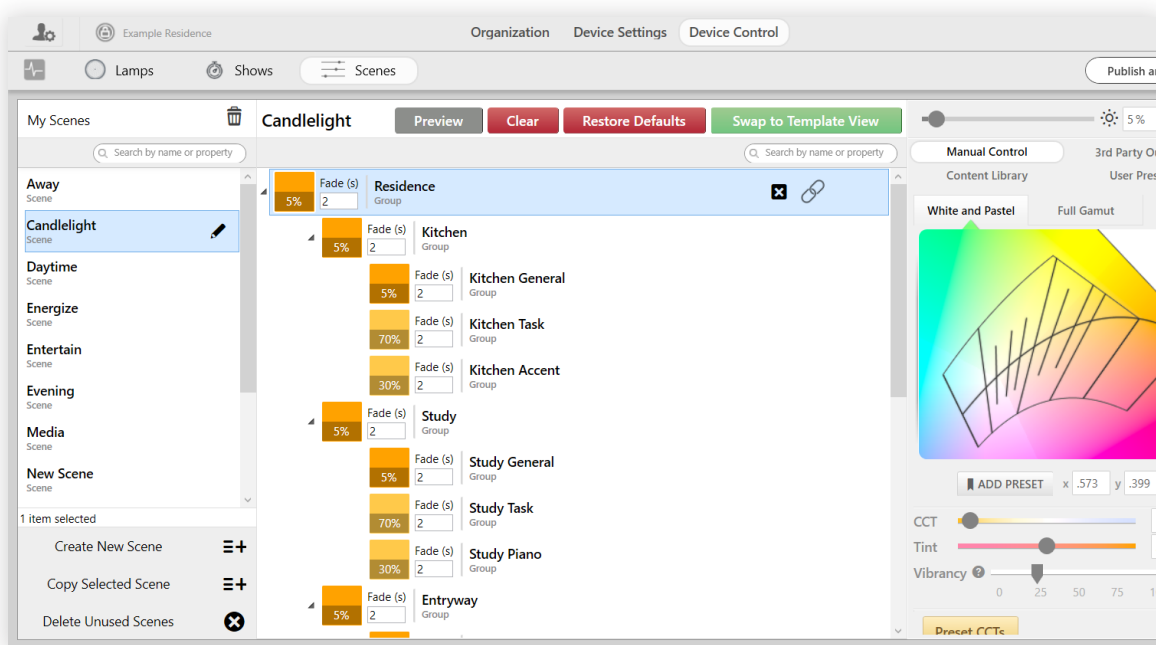 Example Residence
Organization Device Settings Device Control
Lamps Shows Scenes
Publish
My Scenes
Search by name or property
Away
Scene
Candlelight
Scene
Daytime
Scene
Energize
Scene
Entertain
Scene
Evening
Scene
Media
Scene
New Scene
Scene
1 item selected
Create New Scene
Copy Selected Scene
Delete Unused Scenes
Candlelight Preview Clear Restore Defaults Swap to Template View
Search by name or property
5% Fade (s) 2 Residence
Group
5% Fade (s) 2 Kitchen
Group
5% Fade (s) 2 Kitchen General
Group
70% Fade (s) 2 Kitchen Task
Group
30% Fade (s) 2 Kitchen Accent
Group
5% Fade (s) 2 Study
Group
5% Fade (s) 2 Study General
Group
70% Fade (s) 2 Study Task
Group
30% Fade (s) 2 Study Piano
Group
5% Fade (s) 2 Entryway
Group
5%
Manual Control 3rd Party
Content Library User
White and Pastel Full Gamut
ADD PRESET x .573 y .399
CCT
Tint
Vibrancy ?
0 25 50 75
Preset CCTs